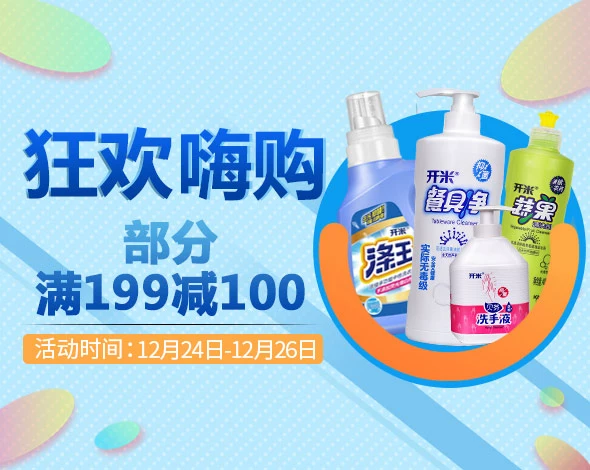 狂欢嗨购
部分
满199减100
活动时间：12月24日-12月26日
开米
涤王
开米
餐具净
Tableware Cleaner
实际无毒级
开米
蔬果
开米
洗手液